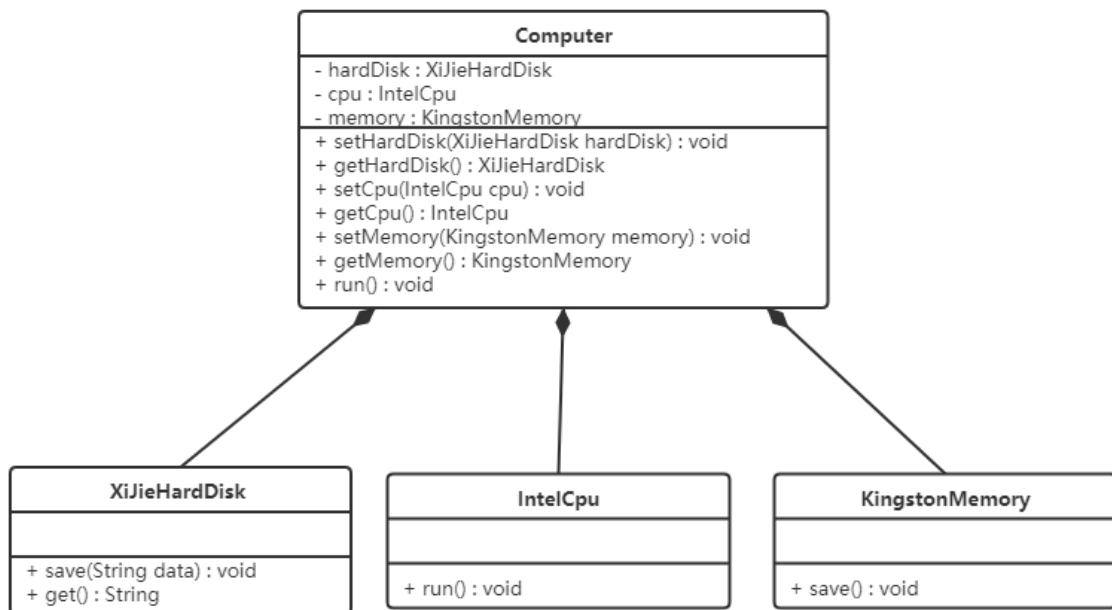 Computer
- hardDisk : XiJieHardDisk
- cpu : IntelCpu
- memory : KingstonMemory
+ setHardDisk(XiJieHardDisk hardDisk) : void
+ getHardDisk() : XiJieHardDisk
+ setCpu(IntelCpu cpu) : void
+ getCpu() : IntelCpu
+ setMemory(KingstonMemory memory) : void
+ getMemory() : KingstonMemory
+ run() : void
XiJieHardDisk
+ save(String data) : void
+ get() : String
IntelCpu
+ run() : void
KingstonMemory
+ save() : void